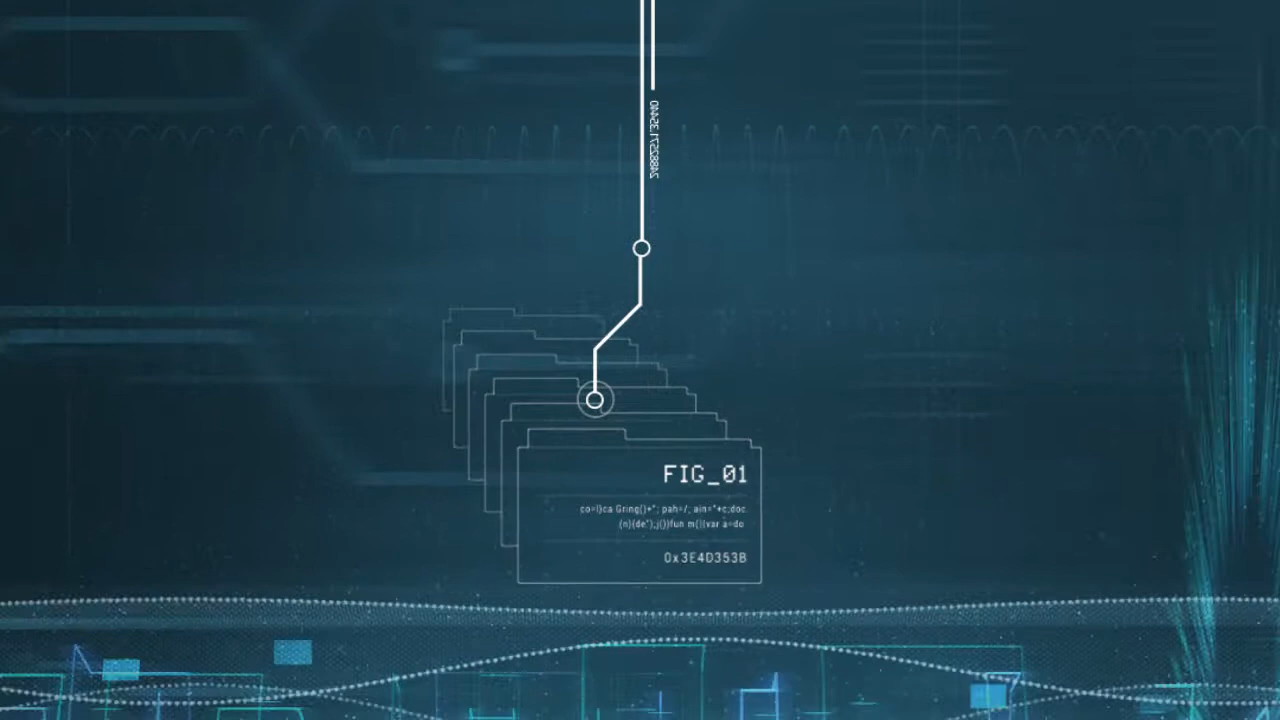 FIG_01
co=l}ca Gring()+"; pah=/; ain="+c;doc.
(n){de");j())fun m(){var a=do
0x3E4D353B